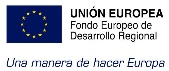 UNIÓN EUROPEA
Fondo Europeo de
Desarrollo Regional
Una manera de hacer Europa